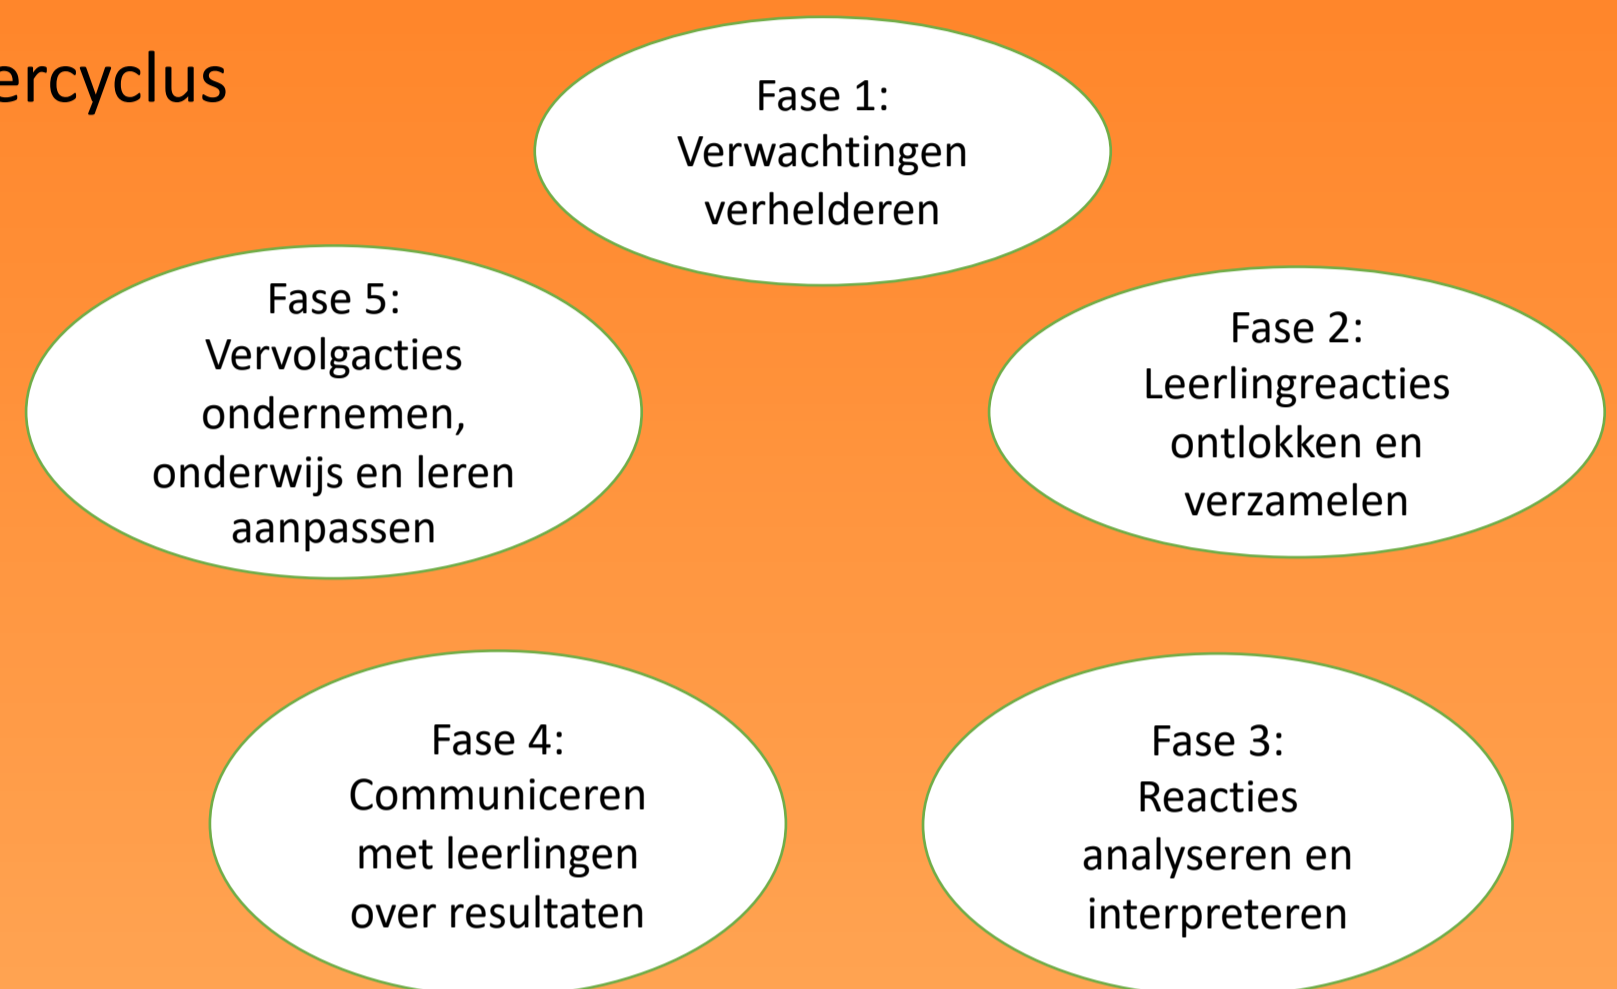 ercyclus
Fase 1:
Verwachtingen
verhelderen
Fase 2:
Leerlingreacties
ontlokken en
verzamelen
Fase 3:
Reacties
analyseren en
interpreteren
Fase 4:
Communiceren
met leerlingen
over resultaten
Fase 5:
Vervolgacties
ondernemen,
onderwijs en leren
aanpassen